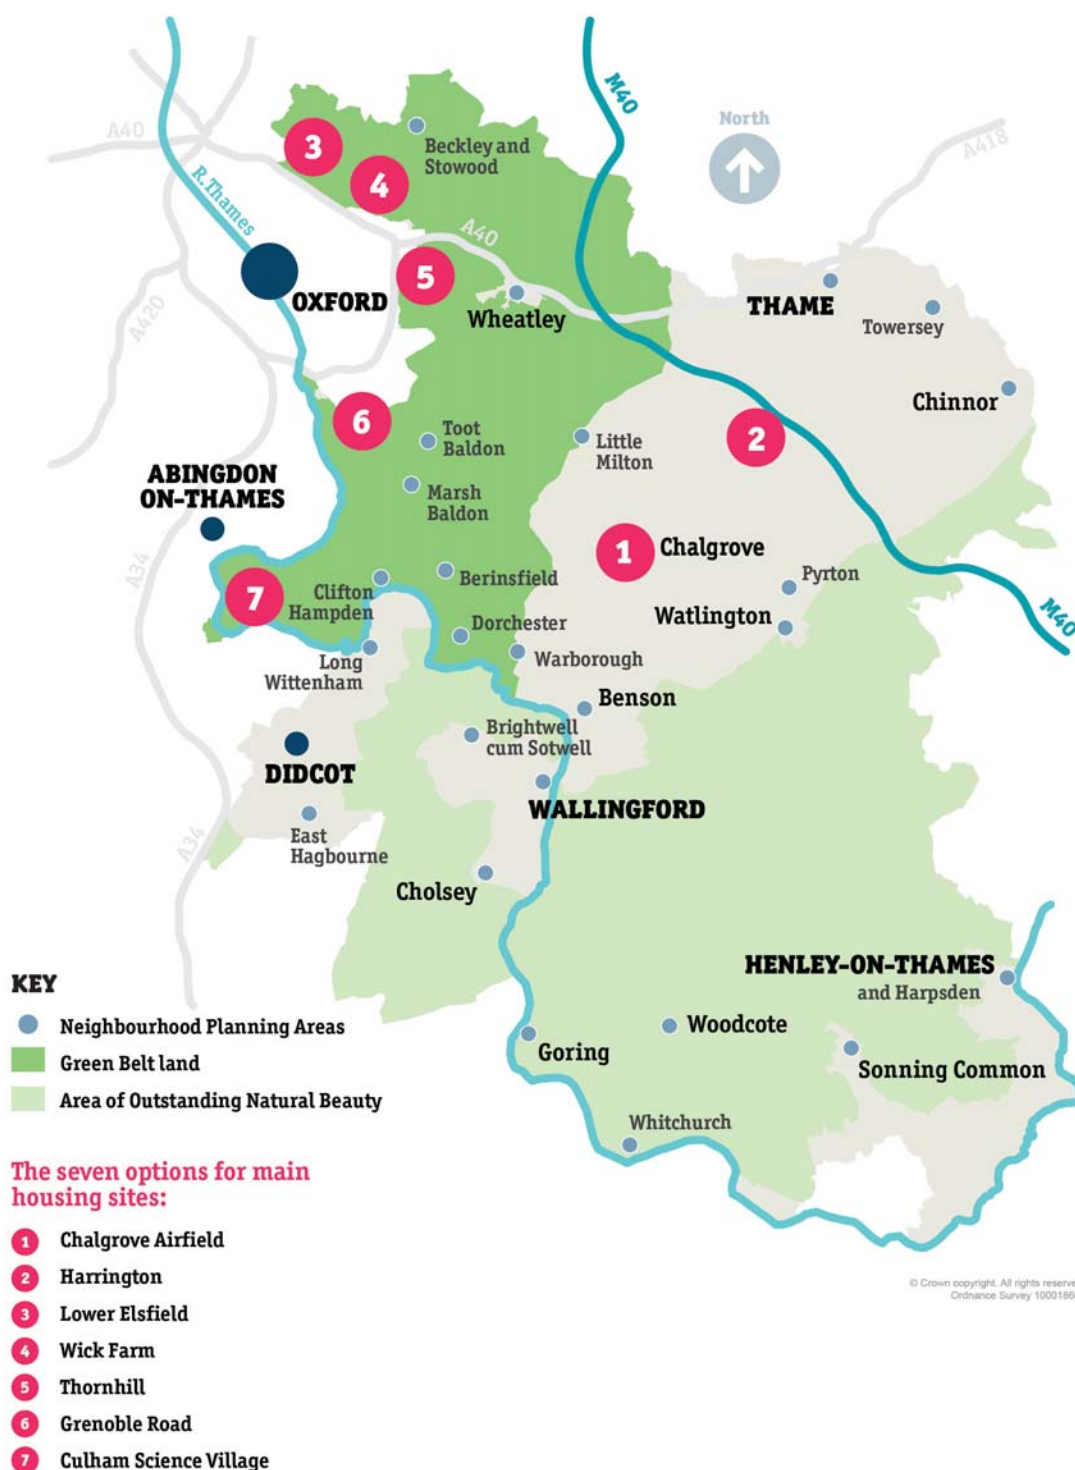 M40
North
A40
A418
3
Beckley and
Stowood
4
R.Thames
A40
5
OXFORD
THAME
Wheatley
Towersey
A420
Chinnor
6
Toot
Baldon
Little
Milton
2
ABINGDON
ON-THAMES
Marsh
Baldon
1
Chalgrove
A34
7
Clifton
Hampden
Berinsfield
Pyrton
Dorchester
Watlington
M40
Long
Wittenham
Warborough
Benson
Brightwell
cum Sotwell
DIDCOT
WALLINGFORD
A34
East
Hagbourne
Cholsey
HENLEY-ON-THAMES
and Harpsden
Woodcote
Goring
Sonning Common
Whitchurch
KEY
Neighbourhood Planning Areas
Green Belt land
Area of Outstanding Natural Beauty
The seven options for main
housing sites:
1 Chalgrove Airfield
2 Harrington
3 Lower Elsfield
4 Wick Farm
5 Thornhill
6 Grenoble Road
7 Culham Science Village
© Crown copyright. All rights reserve
Ordnance Survey 1000186